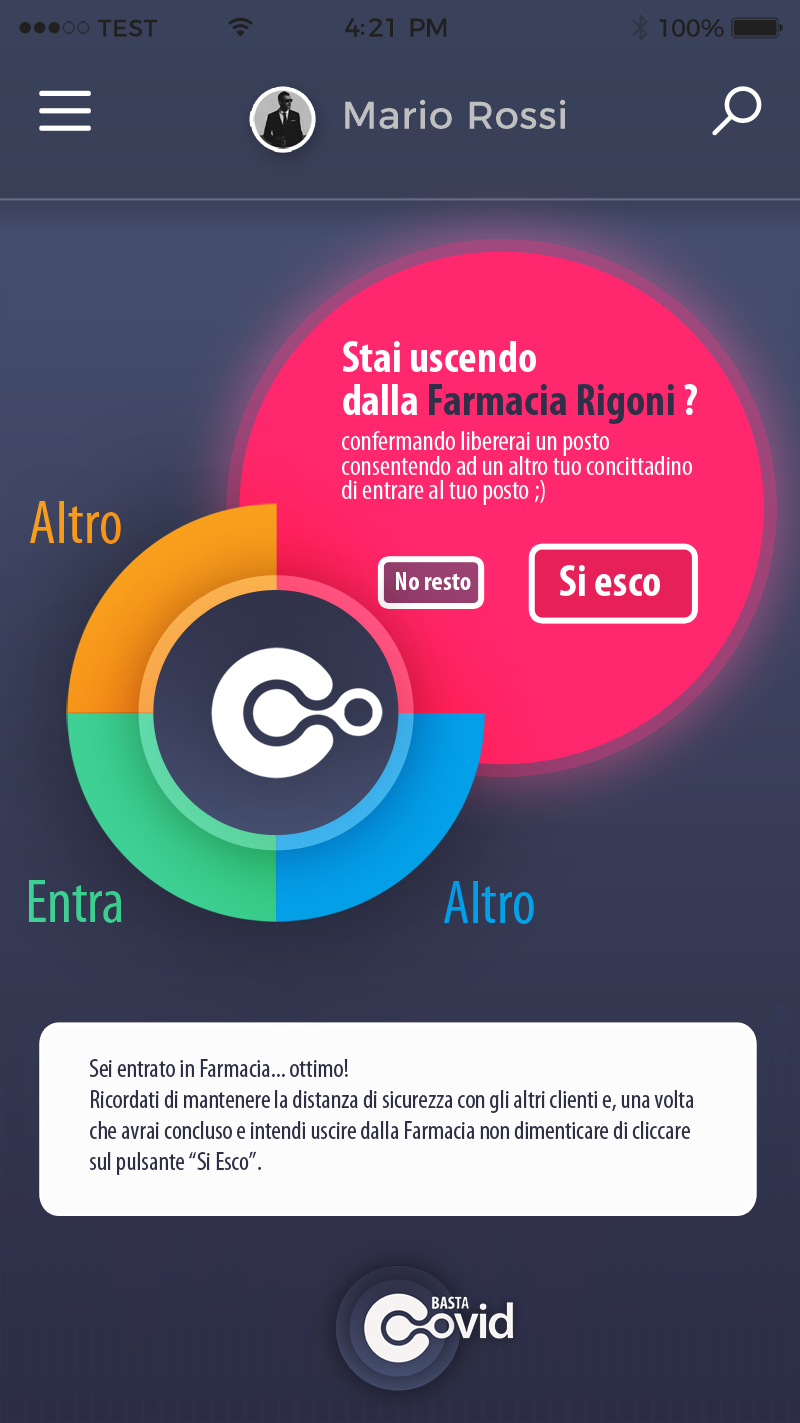 TEST 4:21 PM 100%
Mario Rossi
Stai uscendo
dalla Farmacia Rigoni ?
confermando libererai un posto
consentendo ad un altro tuo concittadino
di entrare al tuo posto ;)
Altro
No resto
Si esco
Entra
Altro
Sei entrato in Farmacia... ottimo!
Ricordati di mantenere la distanza di sicurezza con gli altri clienti e, una volta
che avrai concluso e intendi uscire dalla Farmacia non dimenticare di cliccare
sul pulsante “Si Esco”.
BASTA
Covid